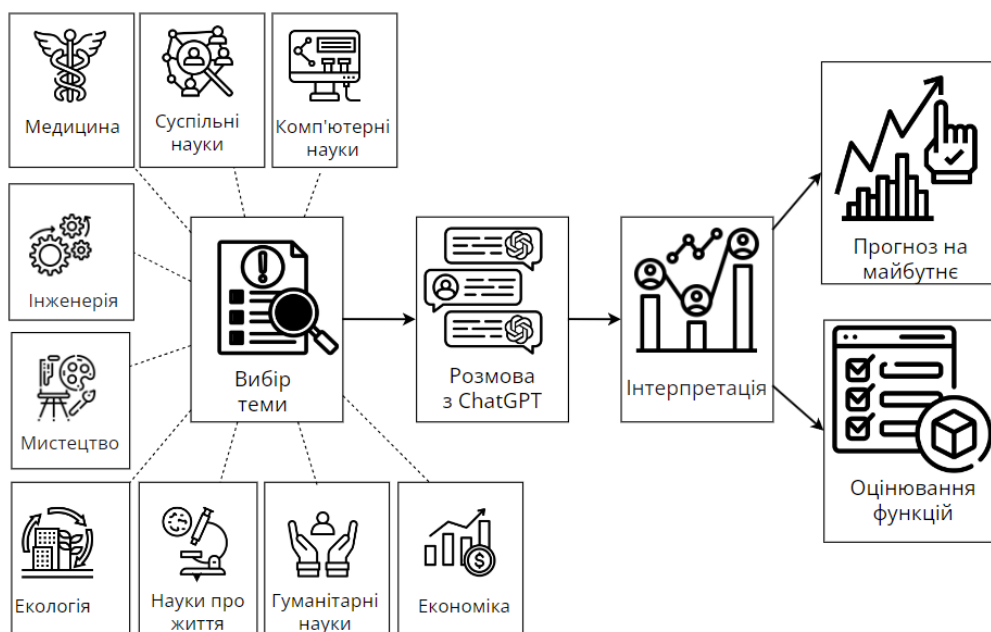 Медицина
Суспільні
науки
Комп'ютерні
науки
Інженерія
Мистецтво
Екологія
Науки про
життя
Гуманітарні
науки
Економіка
Вибір
теми
Розмова
з ChatGPT
Інтерпретація
Прогноз на
майбутнє
Оцінювання
функцій